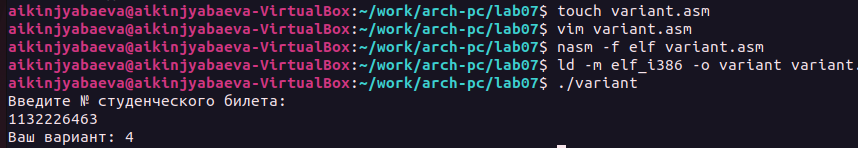 aikinjyabaeva@aikinjyabaeva-VirtualBox:~/work/arch-pc/lab07$ touch variant.asm
aikinjyabaeva@aikinjyabaeva-VirtualBox:~/work/arch-pc/lab07$ vim variant.asm
aikinjyabaeva@aikinjyabaeva-VirtualBox:~/work/arch-pc/lab07$ nasm -f elf variant.asm
aikinjyabaeva@aikinjyabaeva-VirtualBox:~/work/arch-pc/lab07$ ld -m elf_i386 -o variant variant.
aikinjyabaeva@aikinjyabaeva-VirtualBox:~/work/arch-pc/lab07$ ./variant
Введите № студенческого билета:
1132226463
Ваш вариант: 4